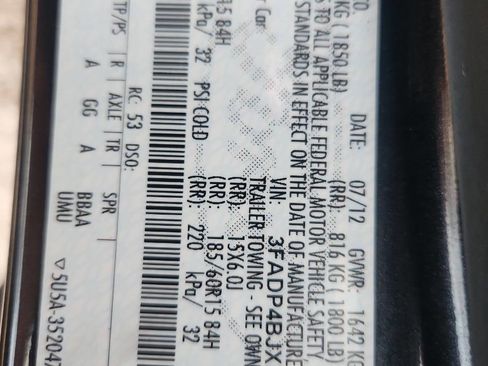 TO. DATE: 07/12 GVWR: 1642 KG
KG (1850 LB) (RR): 816 KG (1800 LB)
S TO ALL APPLICABLE FEDERAL MOTOR VEHICLE SAFETY
STANDARDS IN EFFECT ON THE DATE OF MANUFACTURE
VIN: 3FADP4BJX
r Car TRAILER TOWING - SEE OWN
(RR): 15X6.0J
15 84H (RR): 185/60R15 84H
kPa/ 32 PSI COLD (RR): 220 kPa/ 32
RC: 53 DSO:
TP/PS R AXLE TR SPR
A GG A BBAA
UMU
▽5U5A-35204